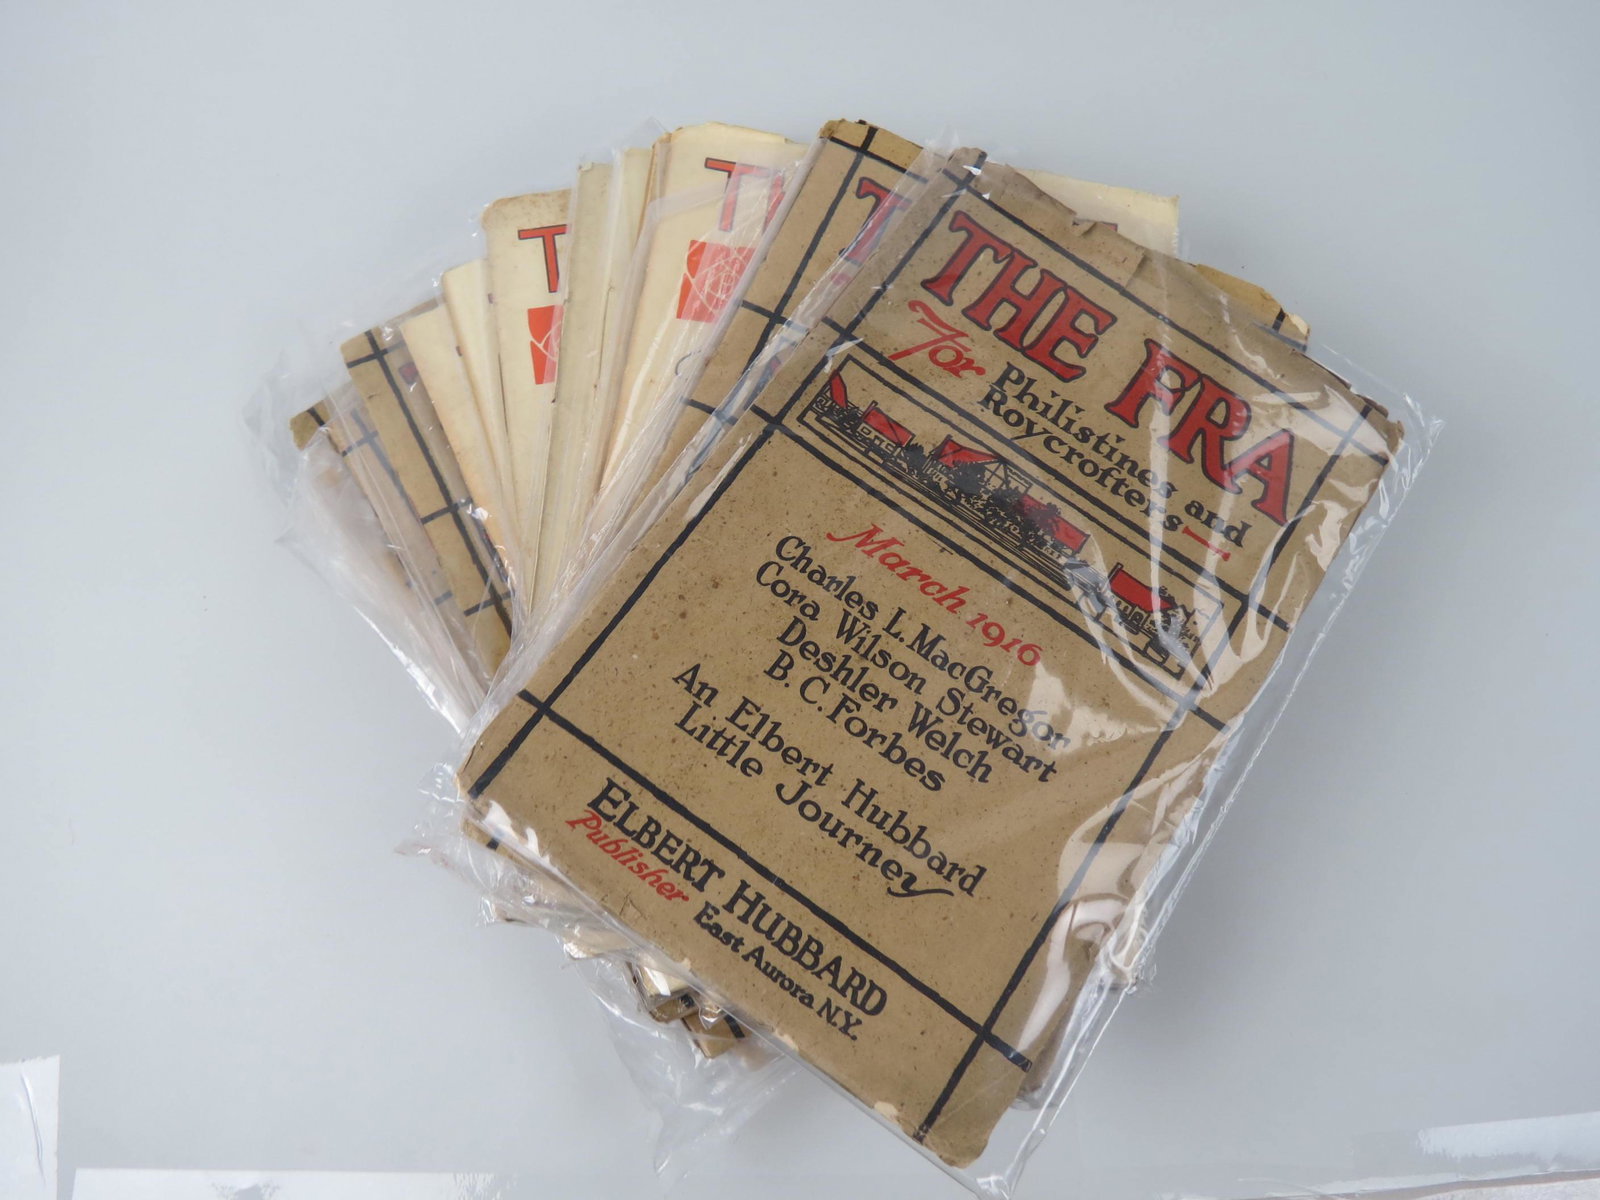 THE FRA
For Philistines and
Roycrofters—
March 1916
Charles L. MacGregor
Cora Wilson Stewart
Deshler Welch
B. C. Forbes
An Elbert Hubbard
Little Journey
ELBERT HUBBARD
Publisher East Aurora N.Y.
T
T
T